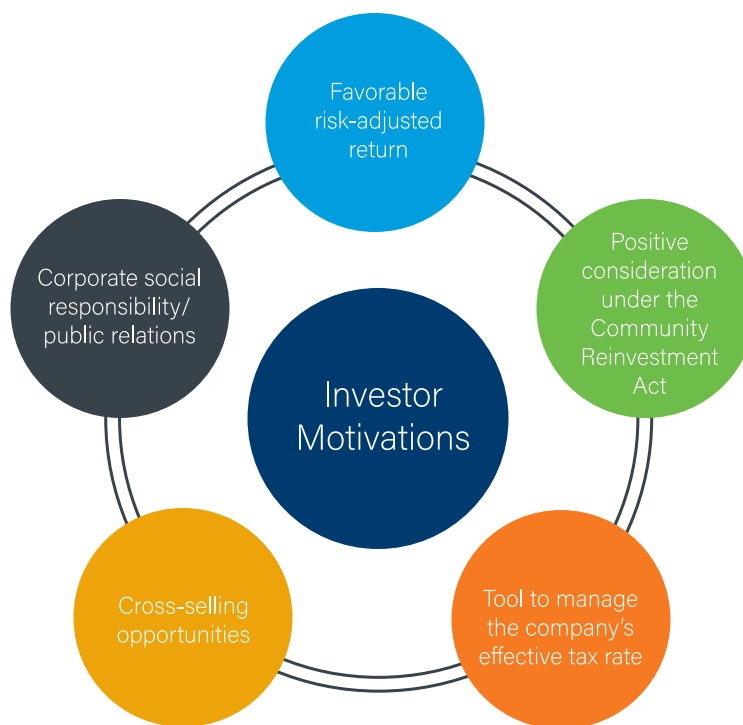 Favorable
risk-adjusted
return
Positive
consideration
under the
Community
Reinvestment
Act
Tool to manage
the company's
effective tax rate
Cross-selling
opportunities
Corporate social
responsibility/
public relations
Investor
Motivations